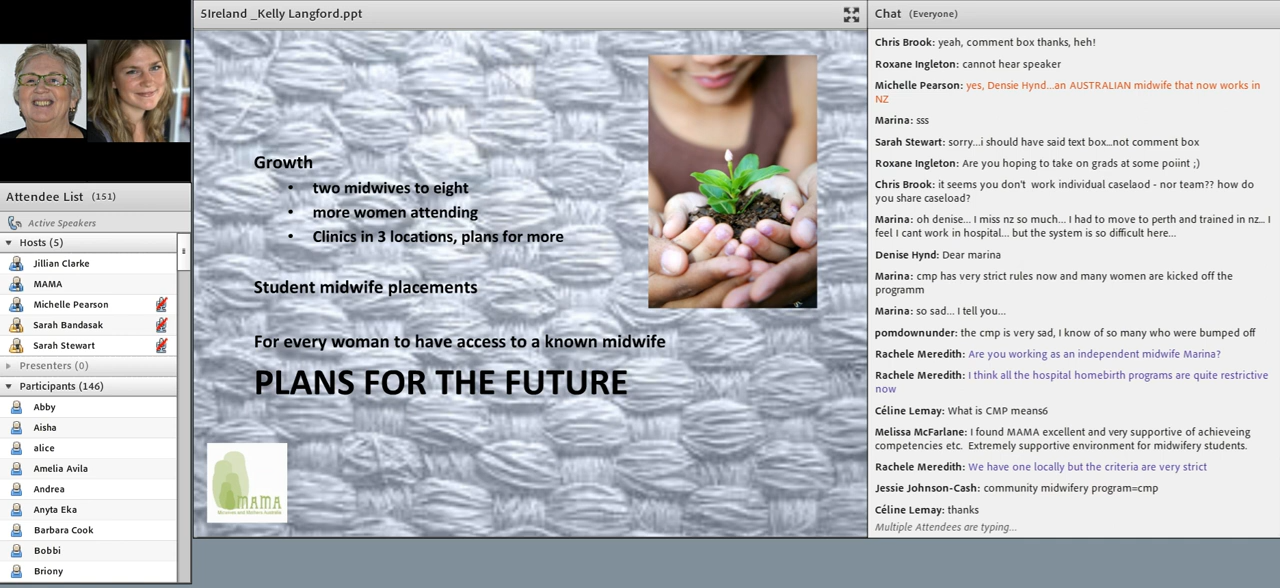 5Ireland _Kelly Langford.ppt
Attendee List (151)
Active Speakers
Hosts (5)
Jillian Clarke
MAMA
Michelle Pearson
Sarah Bandasak
Sarah Stewart
Presenters (0)
Participants (146)
Abby
Aisha
alice
Amelia Avila
Andrea
Anyta Eka
Barbara Cook
Bobbi
Briony
Growth
• two midwives to eight
• more women attending
• Clinics in 3 locations, plans for more
Student midwife placements
For every woman to have access to a known midwife
PLANS FOR THE FUTURE
MAMA
Midwives and Mothers Australia
Chat (Everyone)
Chris Brook: yeah, comment box thanks, heh!
Roxane Ingleton: cannot hear speaker
Michelle Pearson: yes, Densie Hynd...an AUSTRALIAN midwife that now works in
NZ
Marina: sss
Sarah Stewart: sorry...i should have said text box...not comment box
Roxane Ingleton: Are you hoping to take on grads at some poiint ;)
Chris Brook: it seems you don't work individual caselaod - nor team?? how do
you share caseload?
Marina: oh denise... I miss nz so much... I had to move to perth and trained in nz... I
feel I cant work in hospital... but the system is so difficult here...
Denise Hynd: Dear marina
Marina: cmp has very strict rules now and many women are kicked off the
programm
Marina: so sad... I tell you...
pomdownunder: the cmp is very sad, I know of so many who were bumped off
Rachele Meredith: Are you working as an independent midwife Marina?
Rachele Meredith: I think all the hospital homebirth programs are quite restrictive
now
Céline Lemay: What is CMP means6
Melissa McFarlane: I found MAMA excellent and very supportive of achieveing
competencies etc. Extremely supportive environment for midwifery students.
Rachele Meredith: We have one locally but the criteria are very strict
Jessie Johnson-Cash: community midwifery program=cmp
Céline Lemay: thanks
Multiple Attendees are typing...